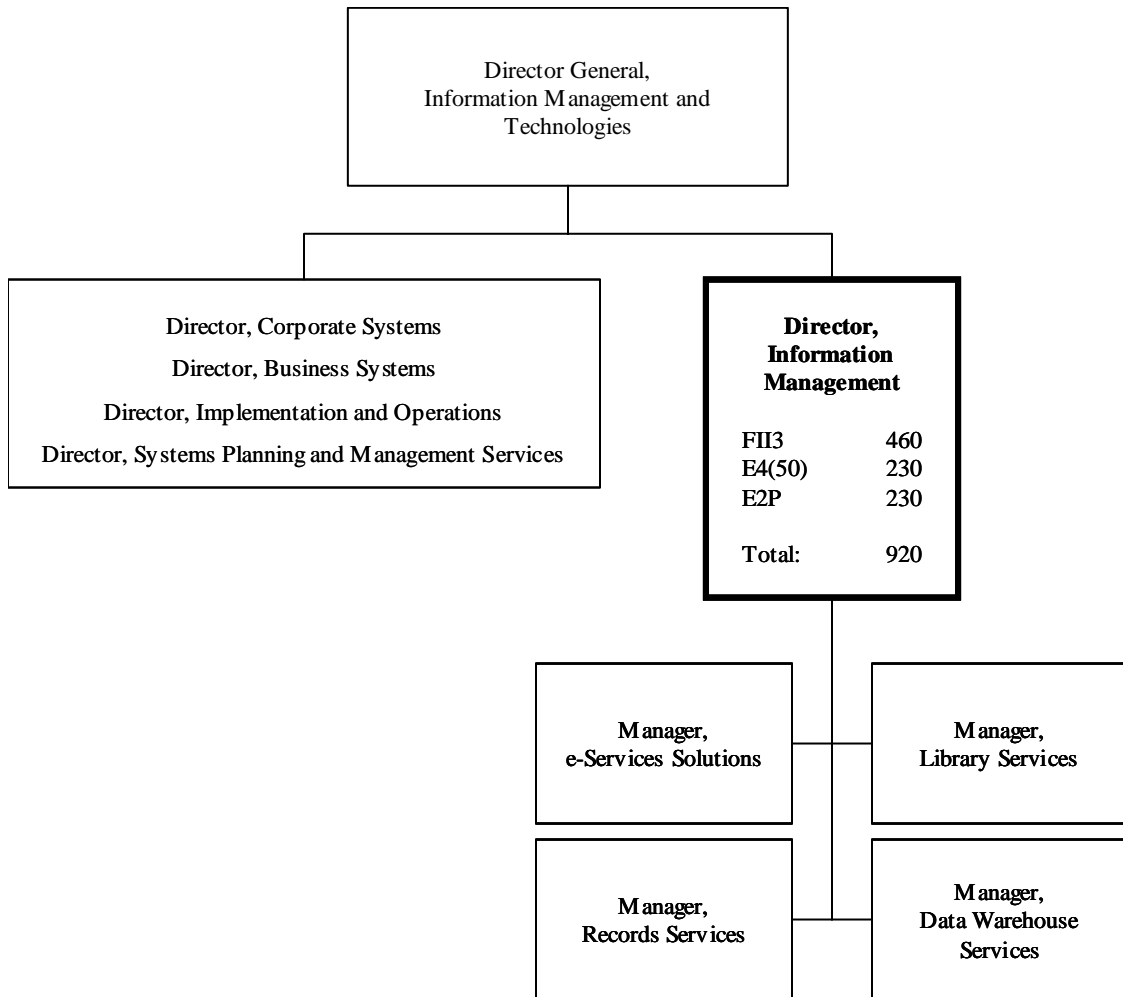 Director General,
Information Management and
Technologies
Director, Corporate Systems
Director, Business Systems
Director, Implementation and Operations
Director, Systems Planning and Management Services
Director,
Information
Management
FII3 460
E4(50) 230
E2P 230
Total: 920
Manager,
e-Services Solutions
Manager,
Library Services
Manager,
Records Services
Manager,
Data Warehouse
Services